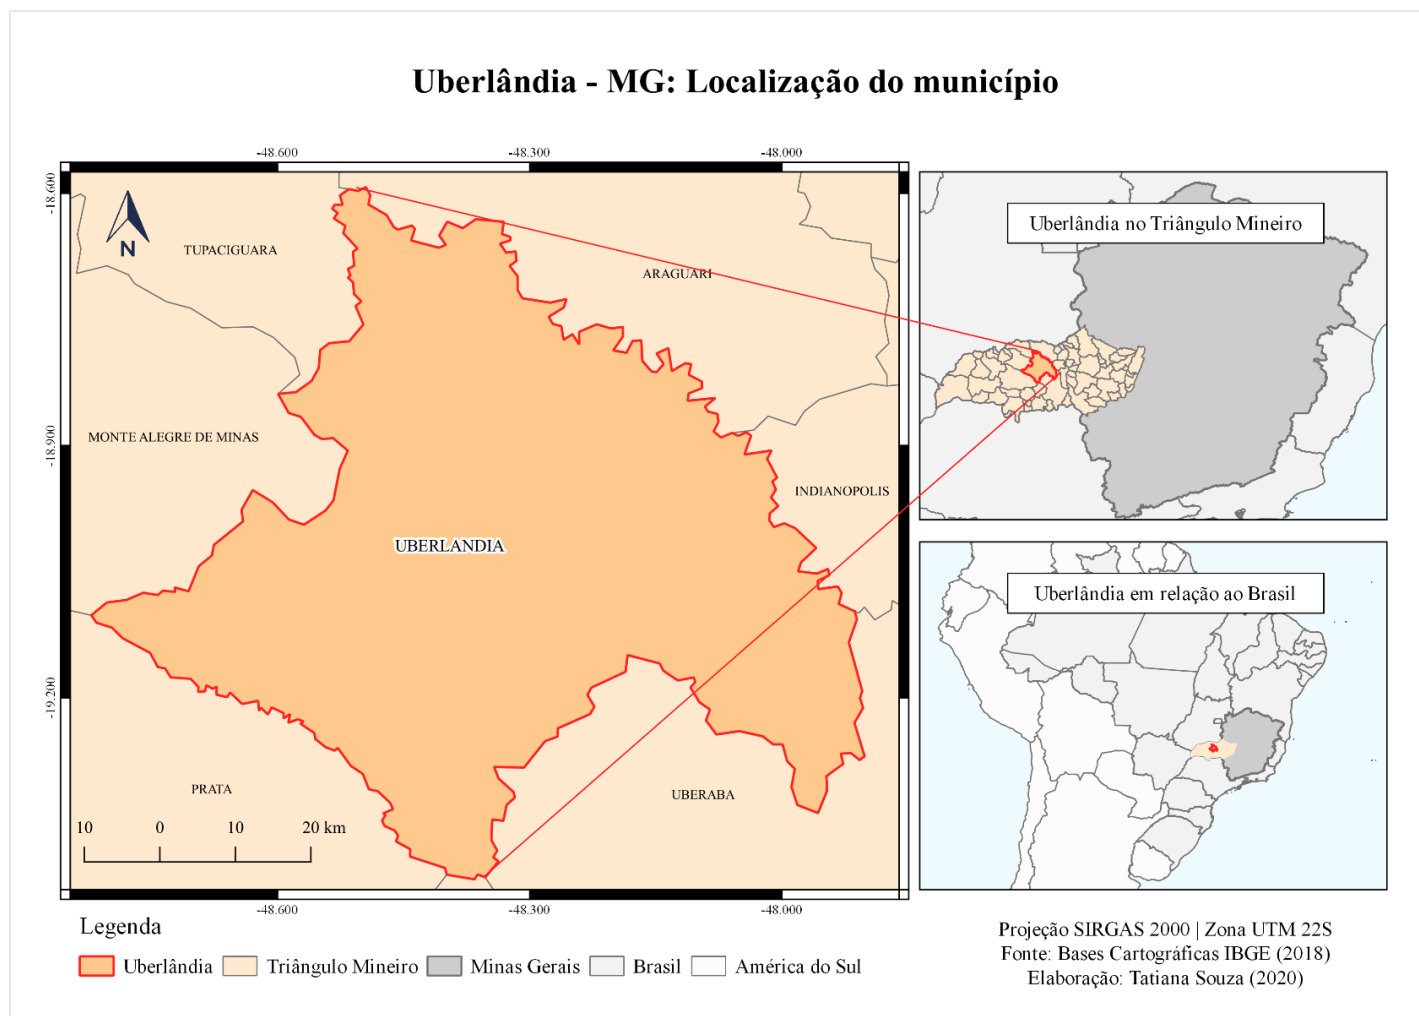 Uberlândia - MG: Localização do município
-48.600
-48.300
-48.000
-18.600
-18.900
-19.200
N
TUPACIGUARA
ARAGUARI
MONTE ALEGRE DE MINAS
INDIANOPOLIS
UBERLANDIA
PRATA
UBERABA
10 0 10 20 km
-48.600
-48.300
-48.000
Uberlândia no Triângulo Mineiro
Uberlândia em relação ao Brasil
Legenda
Uberlândia
Triângulo Mineiro
Minas Gerais
Brasil
América do Sul
Projeção SIRGAS 2000 | Zona UTM 22S
Fonte: Bases Cartográficas IBGE (2018)
Elaboração: Tatiana Souza (2020)